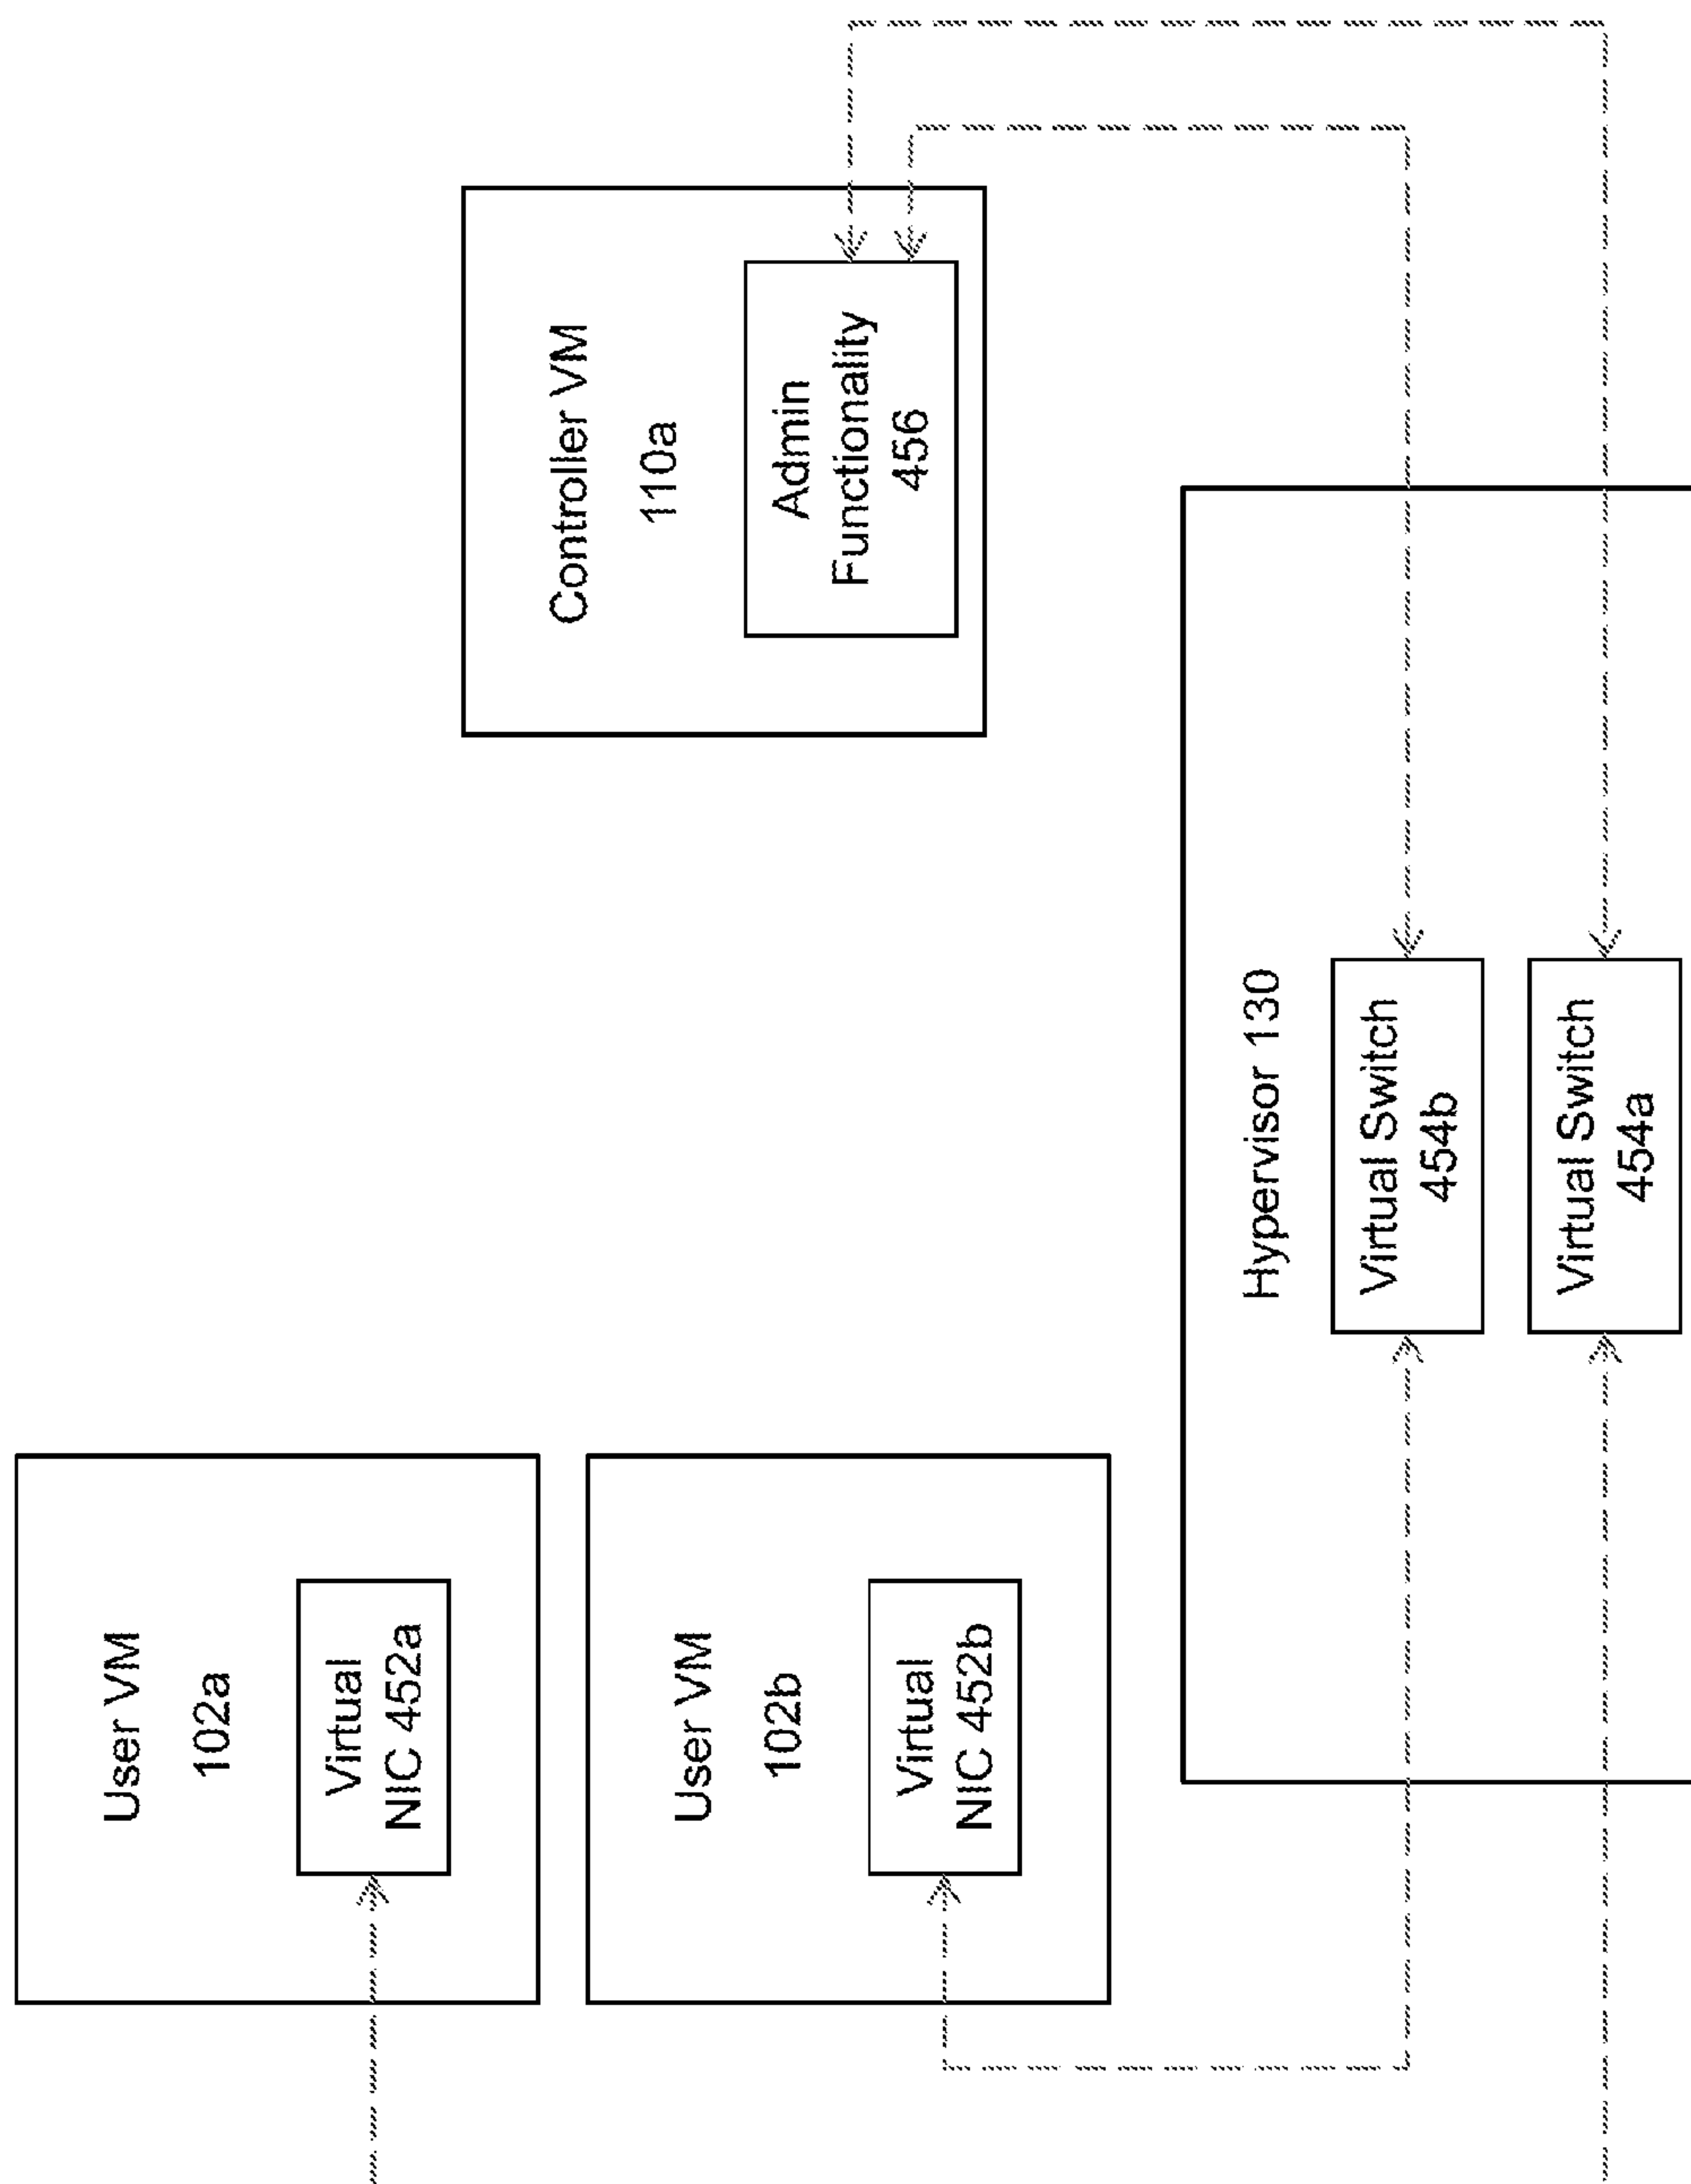 User VM
102a
Virtual
NIC 452a
User VM
102b
Virtual
NIC 452b
Controller VM
110a
Admin
Functionality
456
Hypervisor 130
Virtual Switch
454b
Virtual Switch
454a